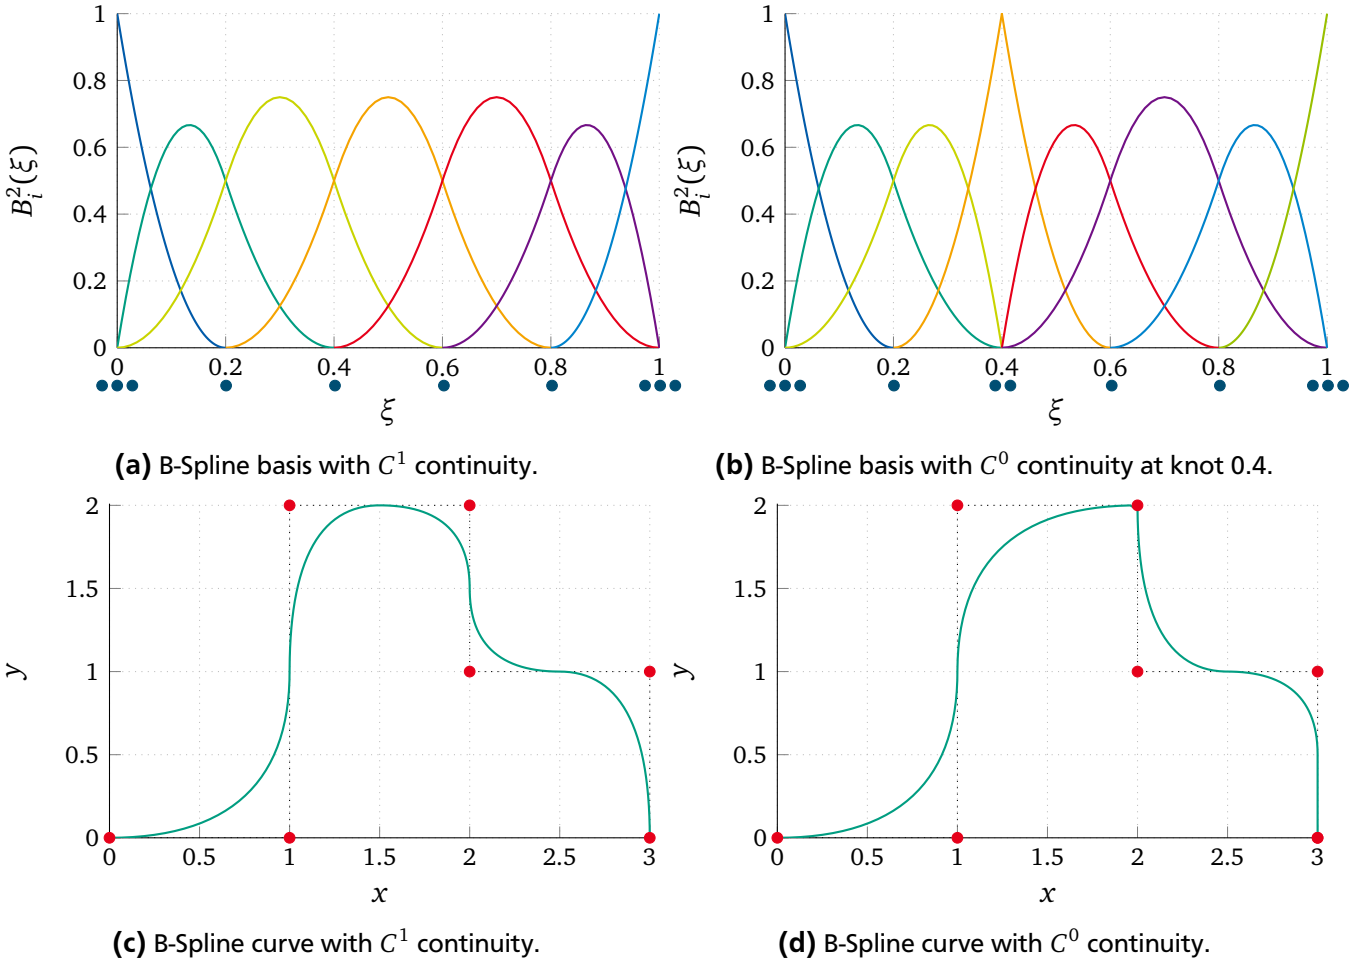 1
0.8
0.6
0.4
0.2
0
B_i^2(ξ)
0 0.2 0.4 0.6 0.8 1
ξ
(a) B-Spline basis with C^1 continuity.
1
0.8
0.6
0.4
0.2
0
B_i^2(ξ)
0 0.2 0.4 0.6 0.8 1
ξ
(b) B-Spline basis with C^0 continuity at knot 0.4.
2
1.5
1
0.5
0
y
0 0.5 1 1.5 2 2.5 3
x
(c) B-Spline curve with C^1 continuity.
2
1.5
1
0.5
0
y
0 0.5 1 1.5 2 2.5 3
x
(d) B-Spline curve with C^0 continuity.